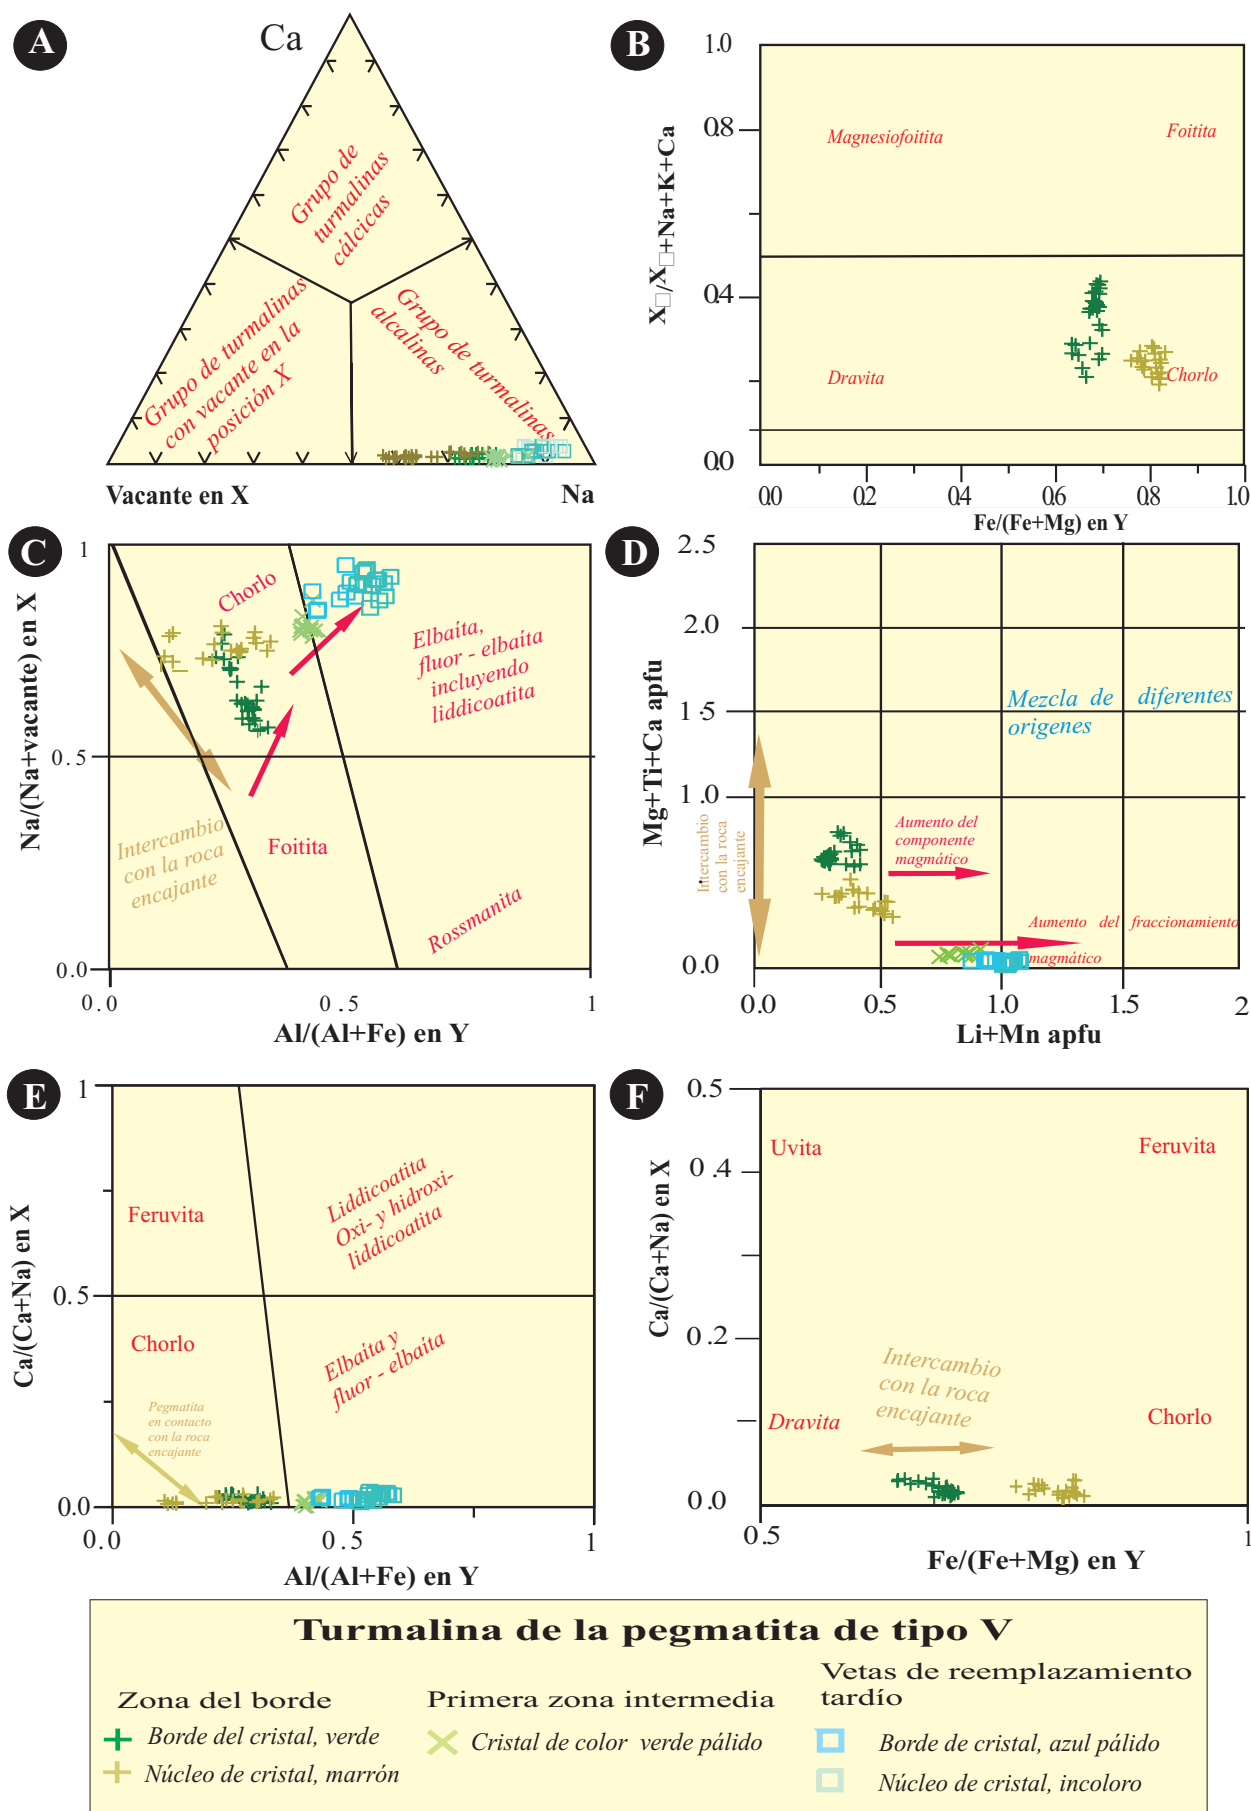 A
Ca
Grupo de
turmalinas
cálcicas
Grupo de turmalinas
con vacante en la
posición X
Grupo de turmalinas
alcalinas
Vacante en X
Na
B
X□/X□+Na+K+Ca
1.0
0.8
0.4
0.0
Magnesiofoitita
Foitita
Dravita
Chorlo
0.0
0.2
0.4
0.6
0.8
1.0
Fe/(Fe+Mg) en Y
C
Na/(Na+vacante) en X
1
0.5
0.0
Chorlo
Elbaíta,
fluor - elbaíta
incluyendo
liddicoatita
Intercambio
con la roca
encajante
Foitita
Rossmanita
0.0
0.5
1
Al/(Al+Fe) en Y
D
Mg+Ti+Ca apfu
2.5
2.0
1.5
1.0
0.0
Mezcla de diferentes
origenes
Intercambio
con la roca
encajante
Aumento del
componente
magmático
Aumento del fraccionamiento
magmático
0.0
0.5
1.0
1.5
2
Li+Mn apfu
E
Ca/(Ca+Na) en X
1
0.5
0.0
Feruvita
Liddicoatita
Oxi- y hidroxi-
liddicoatita
Chorlo
Elbaíta y
fluor - elbaíta
Pegmatita
en contacto
con la roca
encajante
0.0
0.5
1
Al/(Al+Fe) en Y
F
Ca/(Ca+Na) en X
0.5
0.4
0.2
0.0
Uvita
Feruvita
Intercambio
con la roca
encajante
Dravita
Chorlo
0.5
1
Fe/(Fe+Mg) en Y
Turmalina de la pegmatita de tipo V
Zona del borde
Borde del cristal, verde
Núcleo de cristal, marrón
Primera zona intermedia
Cristal de color verde pálido
Vetas de reemplazamiento
tardío
Borde de cristal, azul pálido
Núcleo de cristal, incoloro